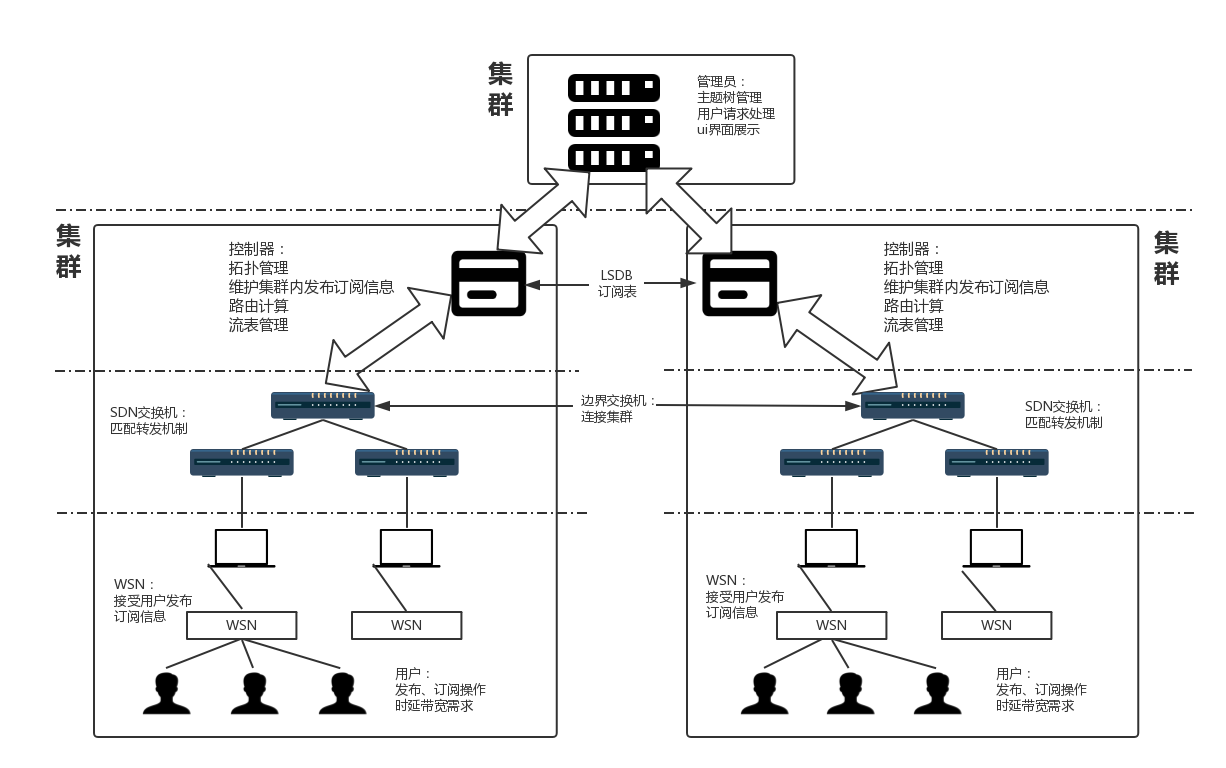 集
群
管理员：
主题树管理
用户请求处理
ui界面展示
集
群
控制器：
拓扑管理
维护集群内发布订阅信息
路由计算
流表管理
LSDB
订阅表
控制器：
拓扑管理
维护集群内发布订阅信息
路由计算
流表管理
集
群
SDN交换机：
匹配转发机制
边界交换机：
连接集群
SDN交换机：
匹配转发机制
WSN：
接受用户发布
订阅信息
WSN
WSN
用户：
发布、订阅操作
时延带宽需求
WSN：
接受用户发布
订阅信息
WSN
WSN
用户：
发布、订阅操作
时延带宽需求